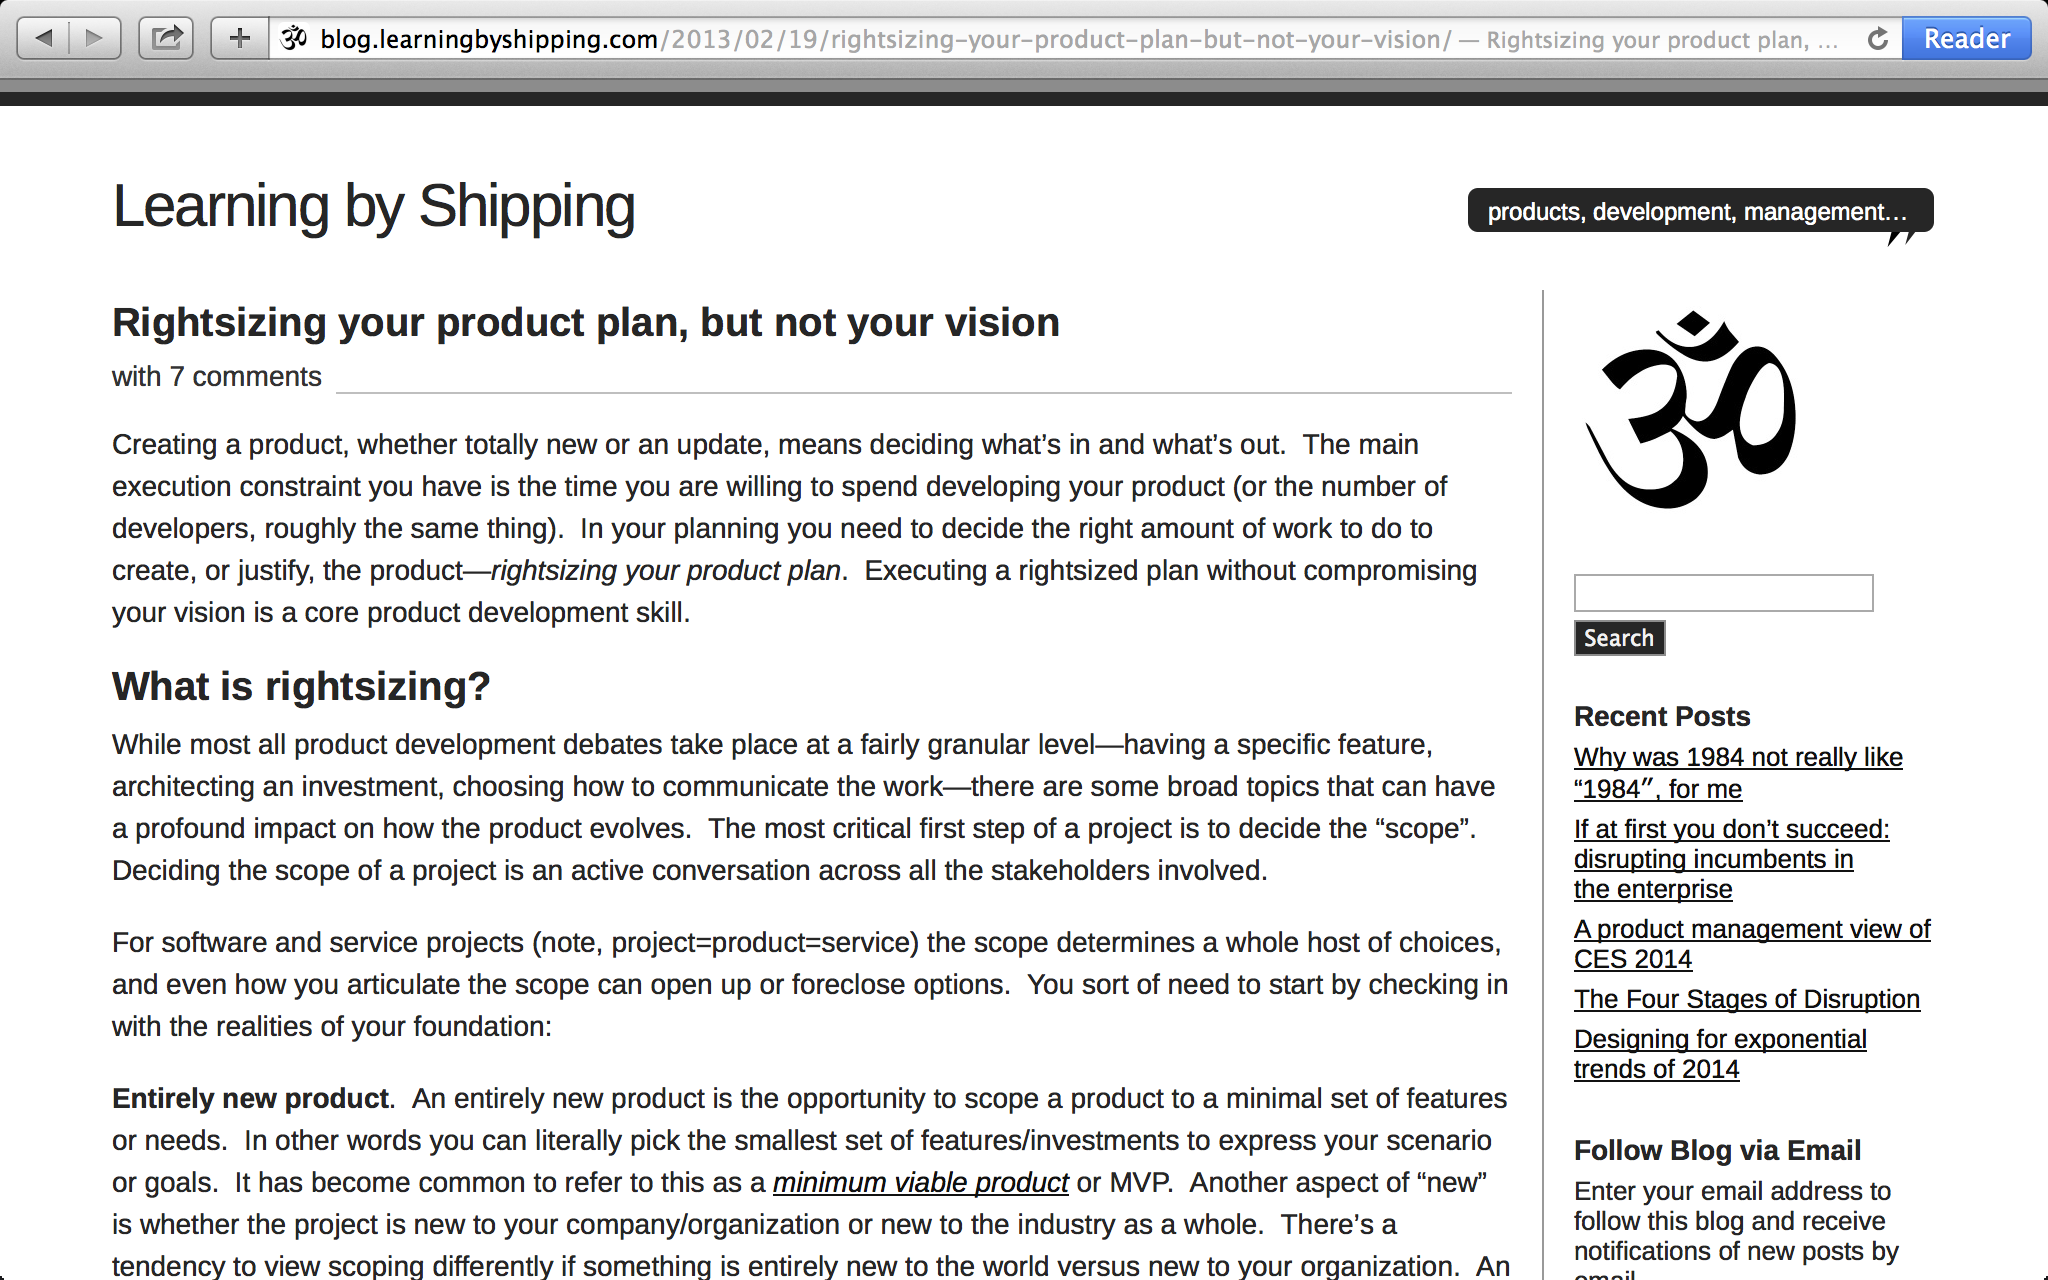 blog.learningbyshipping.com/2013/02/19/rightsizing-your-product-plan-but-not-your-vision/ — Rightsizing your product plan, ...
Reader
Learning by Shipping
products, development, management…
Rightsizing your product plan, but not your vision
with 7 comments
Creating a product, whether totally new or an update, means deciding what’s in and what’s out.  The main
execution constraint you have is the time you are willing to spend developing your product (or the number of
developers, roughly the same thing).  In your planning you need to decide the right amount of work to do to
create, or justify, the product—rightsizing your product plan.  Executing a rightsized plan without compromising
your vision is a core product development skill.
What is rightsizing?
While most all product development debates take place at a fairly granular level—having a specific feature,
architecting an investment, choosing how to communicate the work—there are some broad topics that can have
a profound impact on how the product evolves.  The most critical first step of a project is to decide the “scope”.
Deciding the scope of a project is an active conversation across all the stakeholders involved.
For software and service projects (note, project=product=service) the scope determines a whole host of choices,
and even how you articulate the scope can open up or foreclose options.  You sort of need to start by checking in
with the realities of your foundation:
Entirely new product.  An entirely new product is the opportunity to scope a product to a minimal set of features
or needs.  In other words you can literally pick the smallest set of features/investments to express your scenario
or goals.  It has become common to refer to this as a minimum viable product or MVP.  Another aspect of “new”
is whether the project is new to your company/organization or new to the industry as a whole.  There’s a
tendency to view scoping differently if something is entirely new to the world versus new to your organization.  An
ॐ
Search
Recent Posts
Why was 1984 not really like
“1984″, for me
If at first you don’t succeed:
disrupting incumbents in
the enterprise
A product management view of
CES 2014
The Four Stages of Disruption
Designing for exponential
trends of 2014
Follow Blog via Email
Enter your email address to
follow this blog and receive
notifications of new posts by
email.